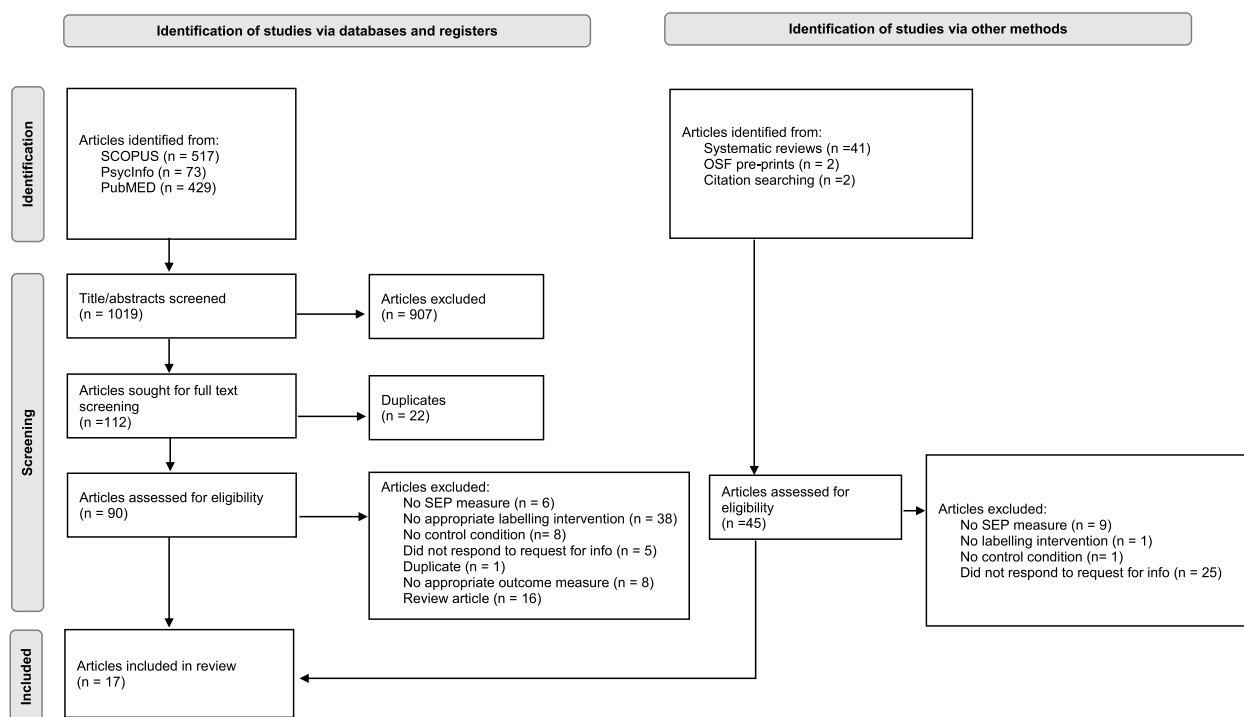 Identification of studies via databases and registers
Identification of studies via other methods
Identification
Articles identified from:
SCOPUS (n = 517)
PsycInfo (n = 73)
PubMED (n = 429)
Articles identified from:
Systematic reviews (n =41)
OSF pre-prints (n = 2)
Citation searching (n =2)
Screening
Title/abstracts screened
(n = 1019)
Articles excluded
(n = 907)
Articles sought for full text
screening
(n =112)
Duplicates
(n = 22)
Articles assessed for eligibility
(n = 90)
Articles excluded:
No SEP measure (n = 6)
No appropriate labelling intervention (n = 38)
No control condition (n= 8)
Did not respond to request for info (n = 5)
Duplicate (n = 1)
No appropriate outcome measure (n = 8)
Review article (n = 16)
Articles assessed for
eligibility
(n =45)
Articles excluded:
No SEP measure (n = 9)
No labelling intervention (n = 1)
No control condition (n= 1)
Did not respond to request for info (n = 25)
Included
Articles included in review
(n = 17)